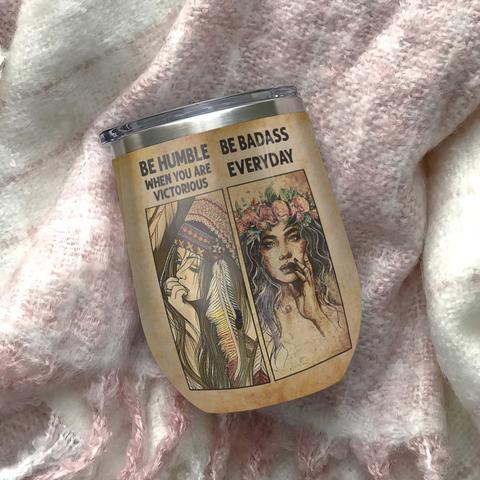 BE HUMBLE
WHEN YOU ARE
VICTORIOUS
BE BADASS
EVERYDAY